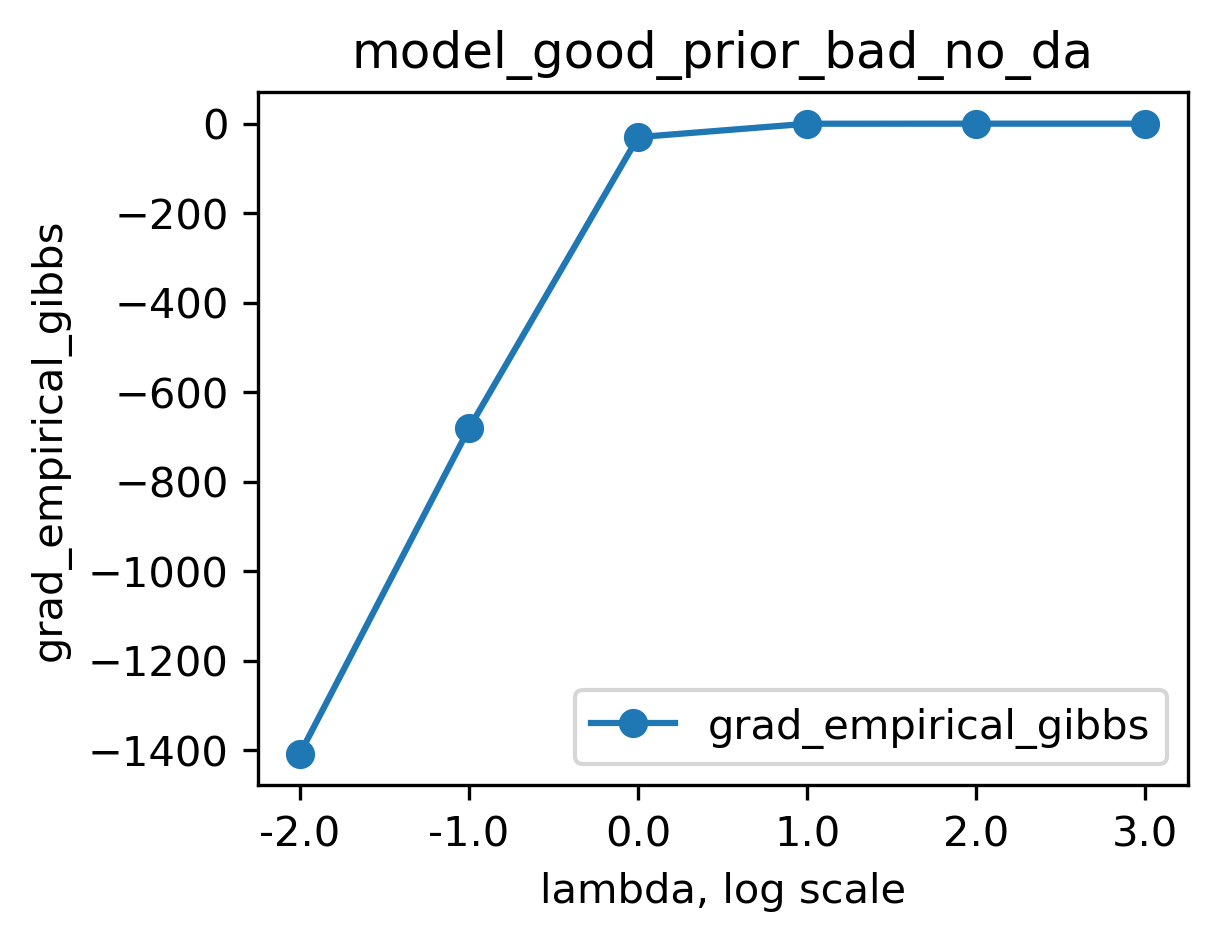 model_good_prior_bad_no_da
grad_empirical_gibbs
0
−200
−400
−600
−800
−1000
−1200
−1400
grad_empirical_gibbs
-2.0 -1.0 0.0 1.0 2.0 3.0
lambda, log scale